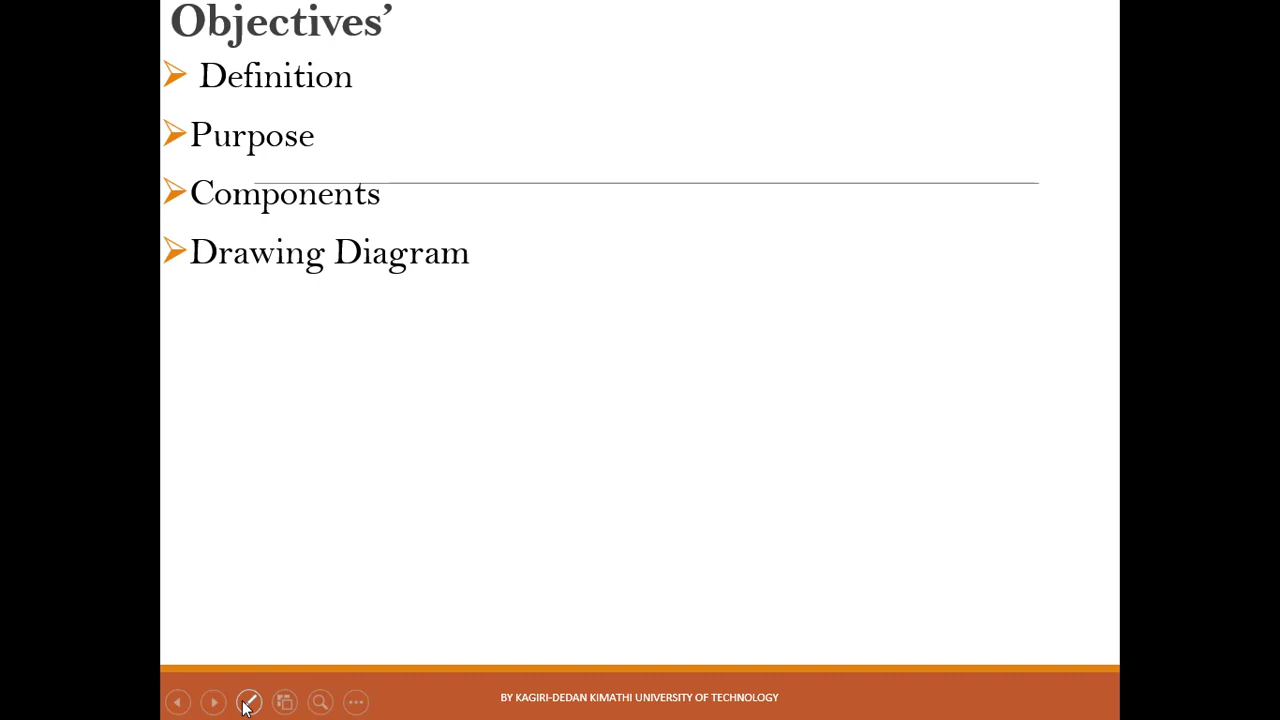 Objectives’
Definition
Purpose
Components
Drawing Diagram
BY KAGIRI-DEDAN KIMATHI UNIVERSITY OF TECHNOLOGY